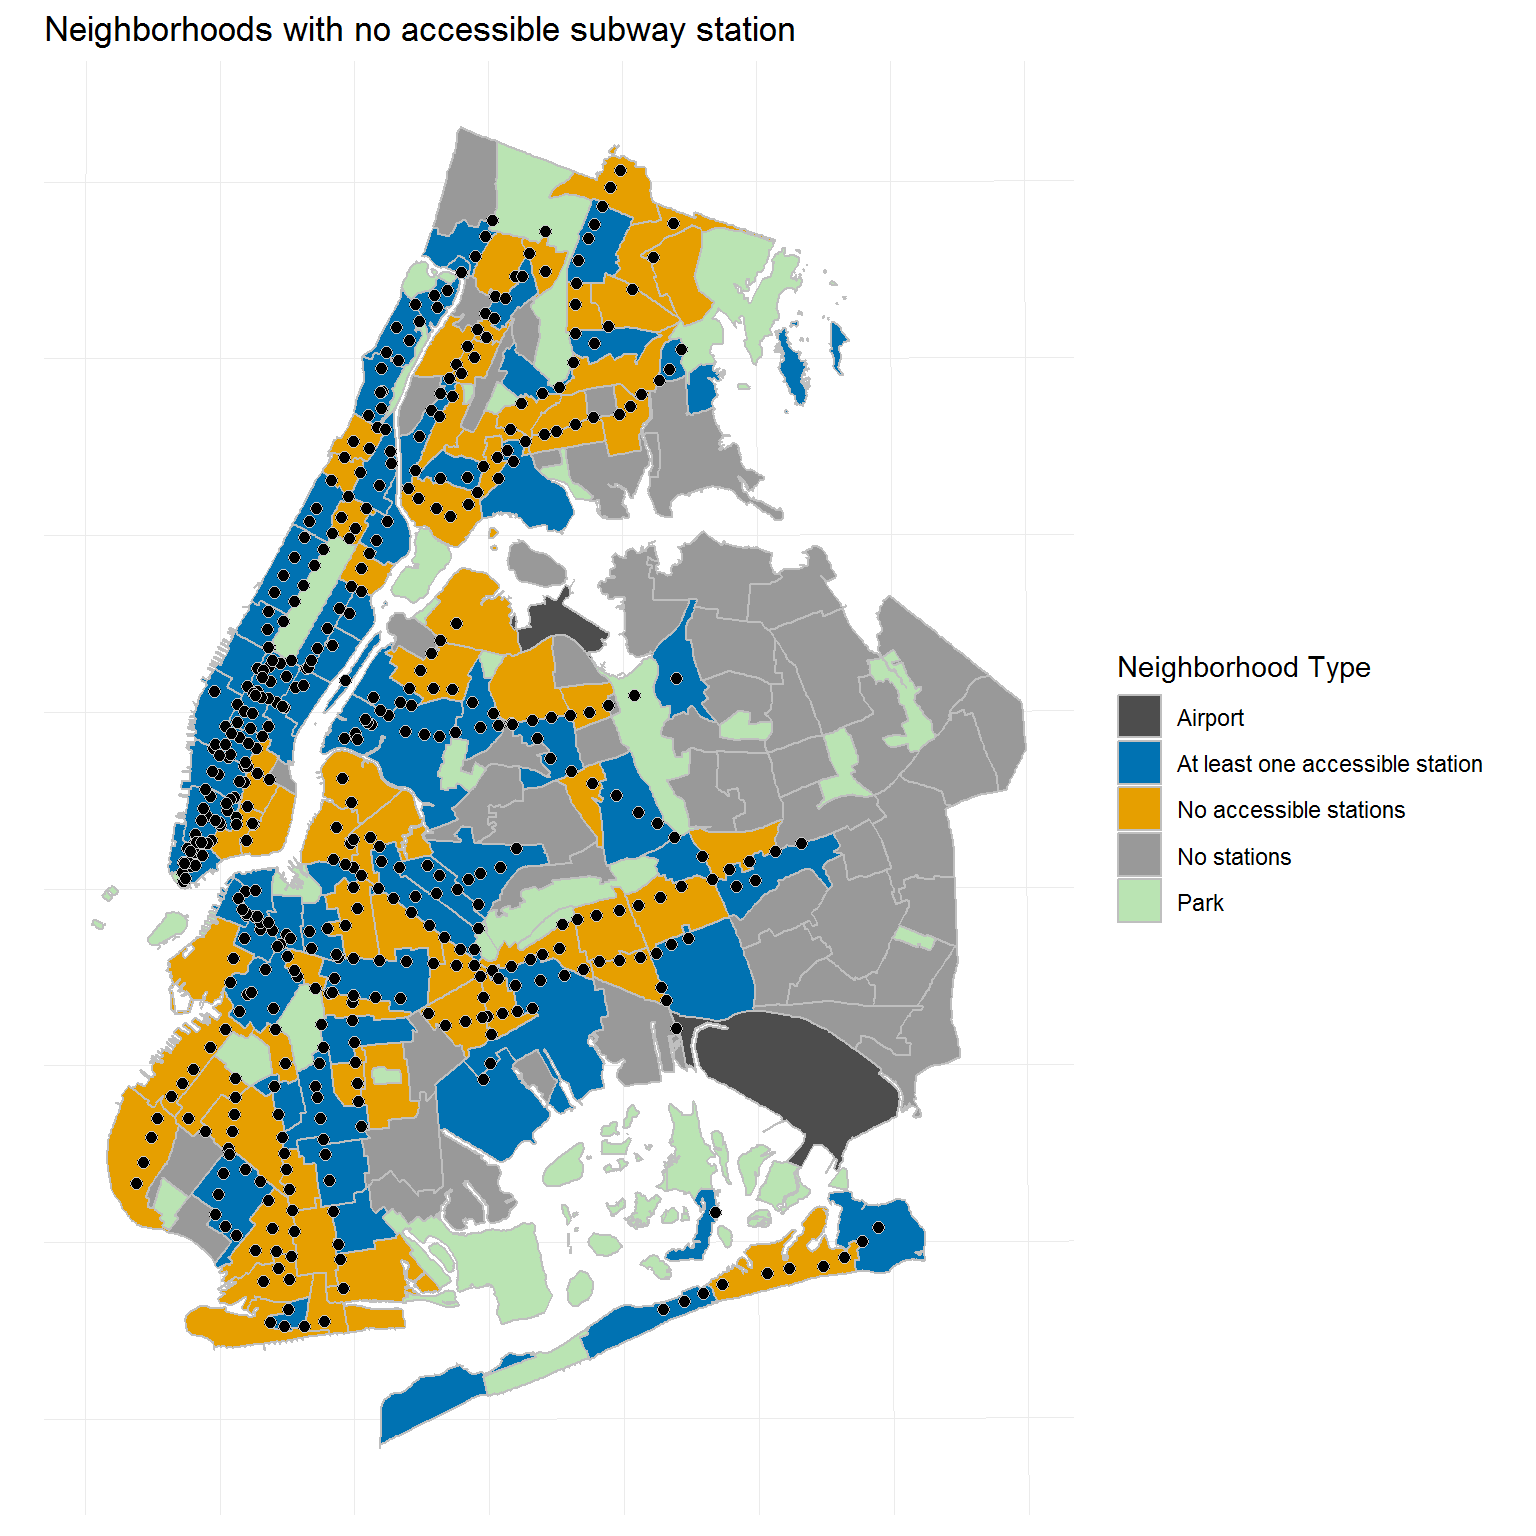 Neighborhoods with no accessible subway station
Neighborhood Type
Airport
At least one accessible station
No accessible stations
No stations
Park